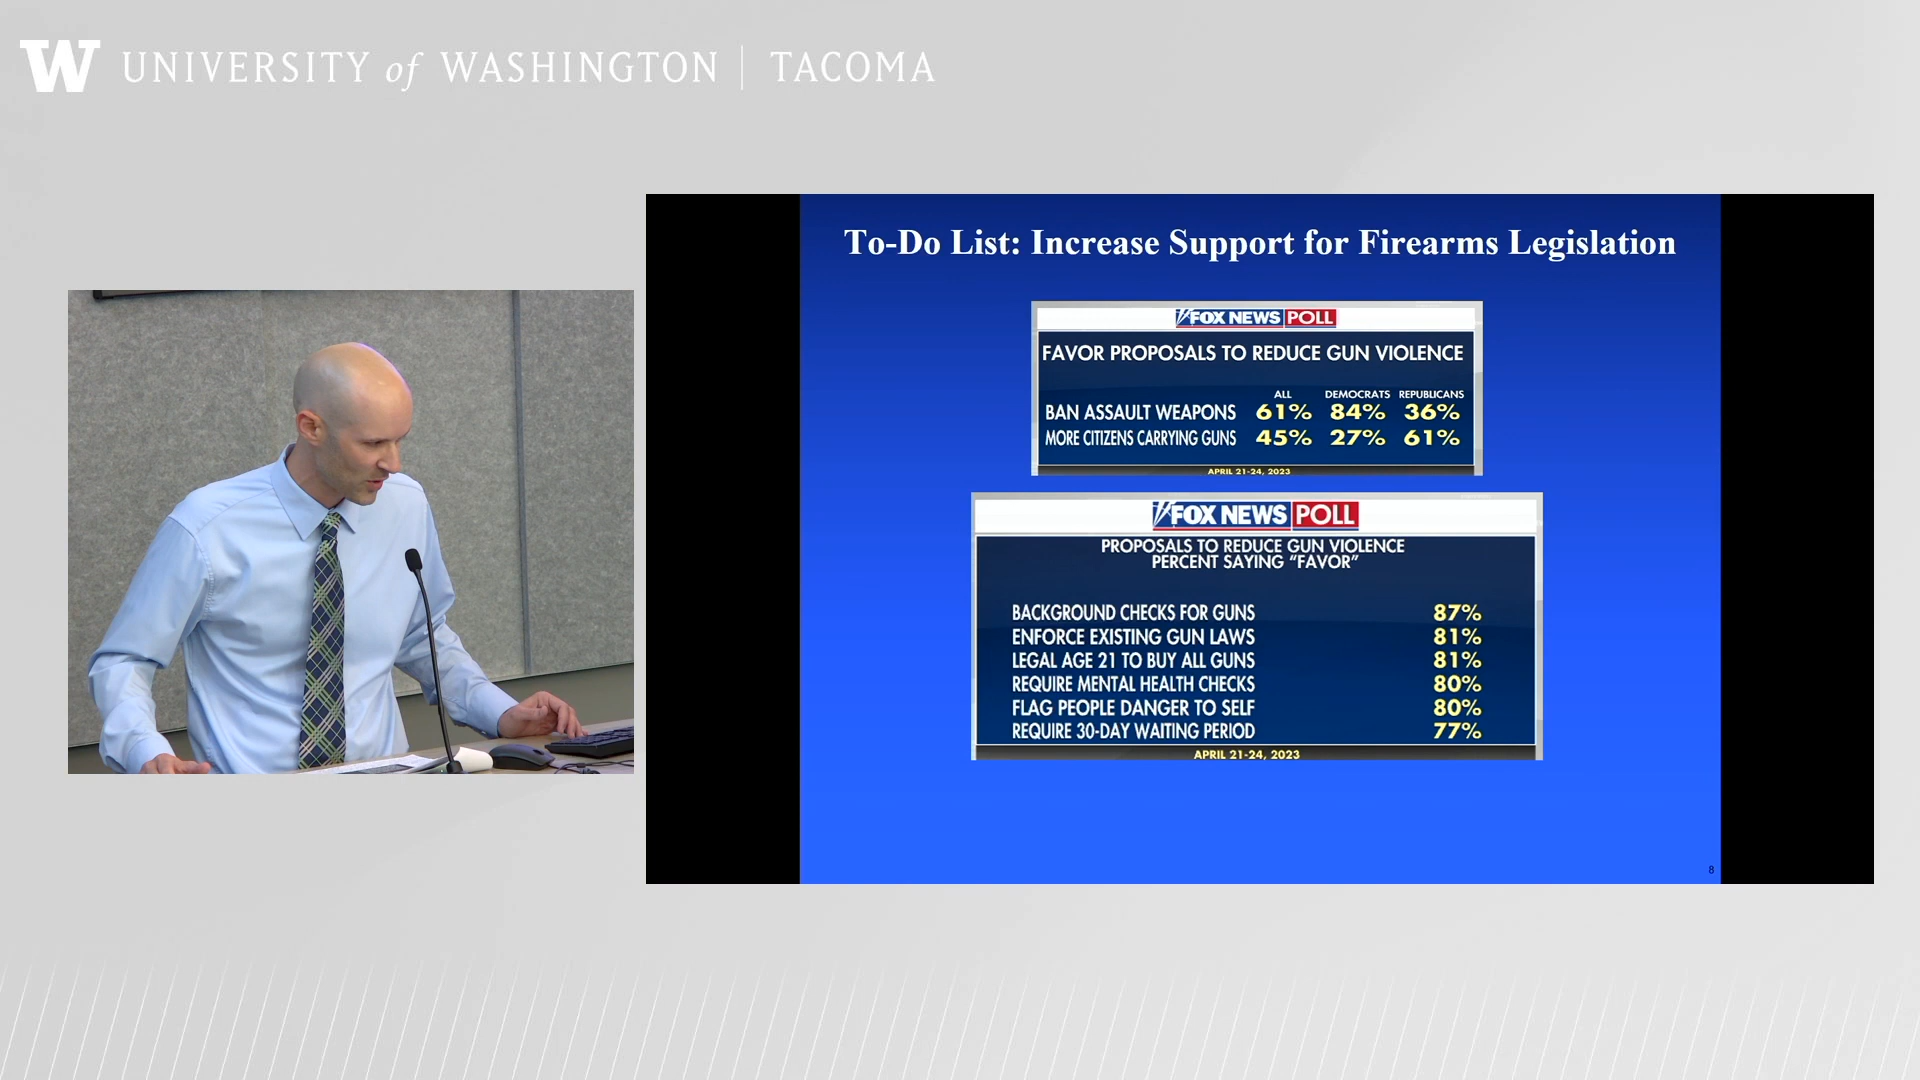 W UNIVERSITY of WASHINGTON | TACOMA
To-Do List: Increase Support for Firearms Legislation
FOX NEWS POLL
FAVOR PROPOSALS TO REDUCE GUN VIOLENCE
ALL DEMOCRATS REPUBLICANS
BAN ASSAULT WEAPONS 61% 84% 36%
MORE CITIZENS CARRYING GUNS 45% 27% 61%
APRIL 21-24, 2023
FOX NEWS POLL
PROPOSALS TO REDUCE GUN VIOLENCE
PERCENT SAYING “FAVOR”
BACKGROUND CHECKS FOR GUNS 87%
ENFORCE EXISTING GUN LAWS 81%
LEGAL AGE 21 TO BUY ALL GUNS 81%
REQUIRE MENTAL HEALTH CHECKS 80%
FLAG PEOPLE DANGER TO SELF 80%
REQUIRE 30-DAY WAITING PERIOD 77%
APRIL 21-24, 2023
8